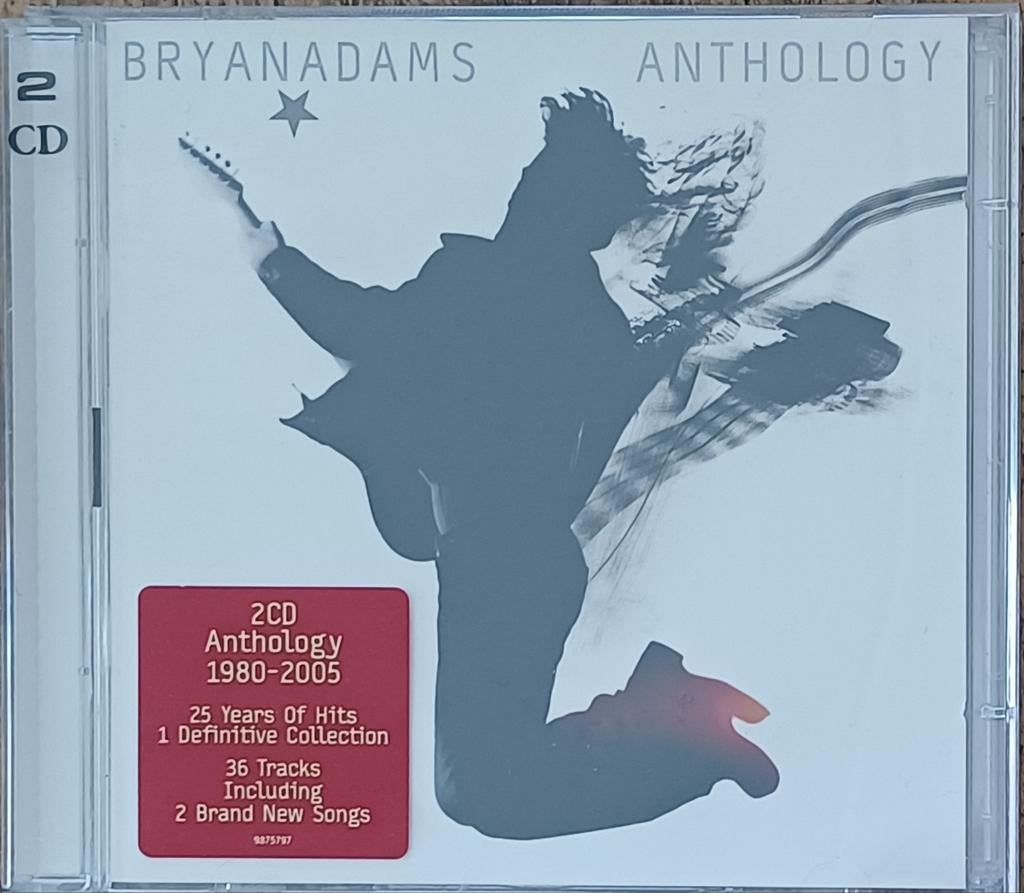 BRYANADAMS
ANTHOLOGY
2
CD
2CD
Anthology
1980-2005
25 Years Of Hits
1 Definitive Collection
36 Tracks
Including
2 Brand New Songs
9875797